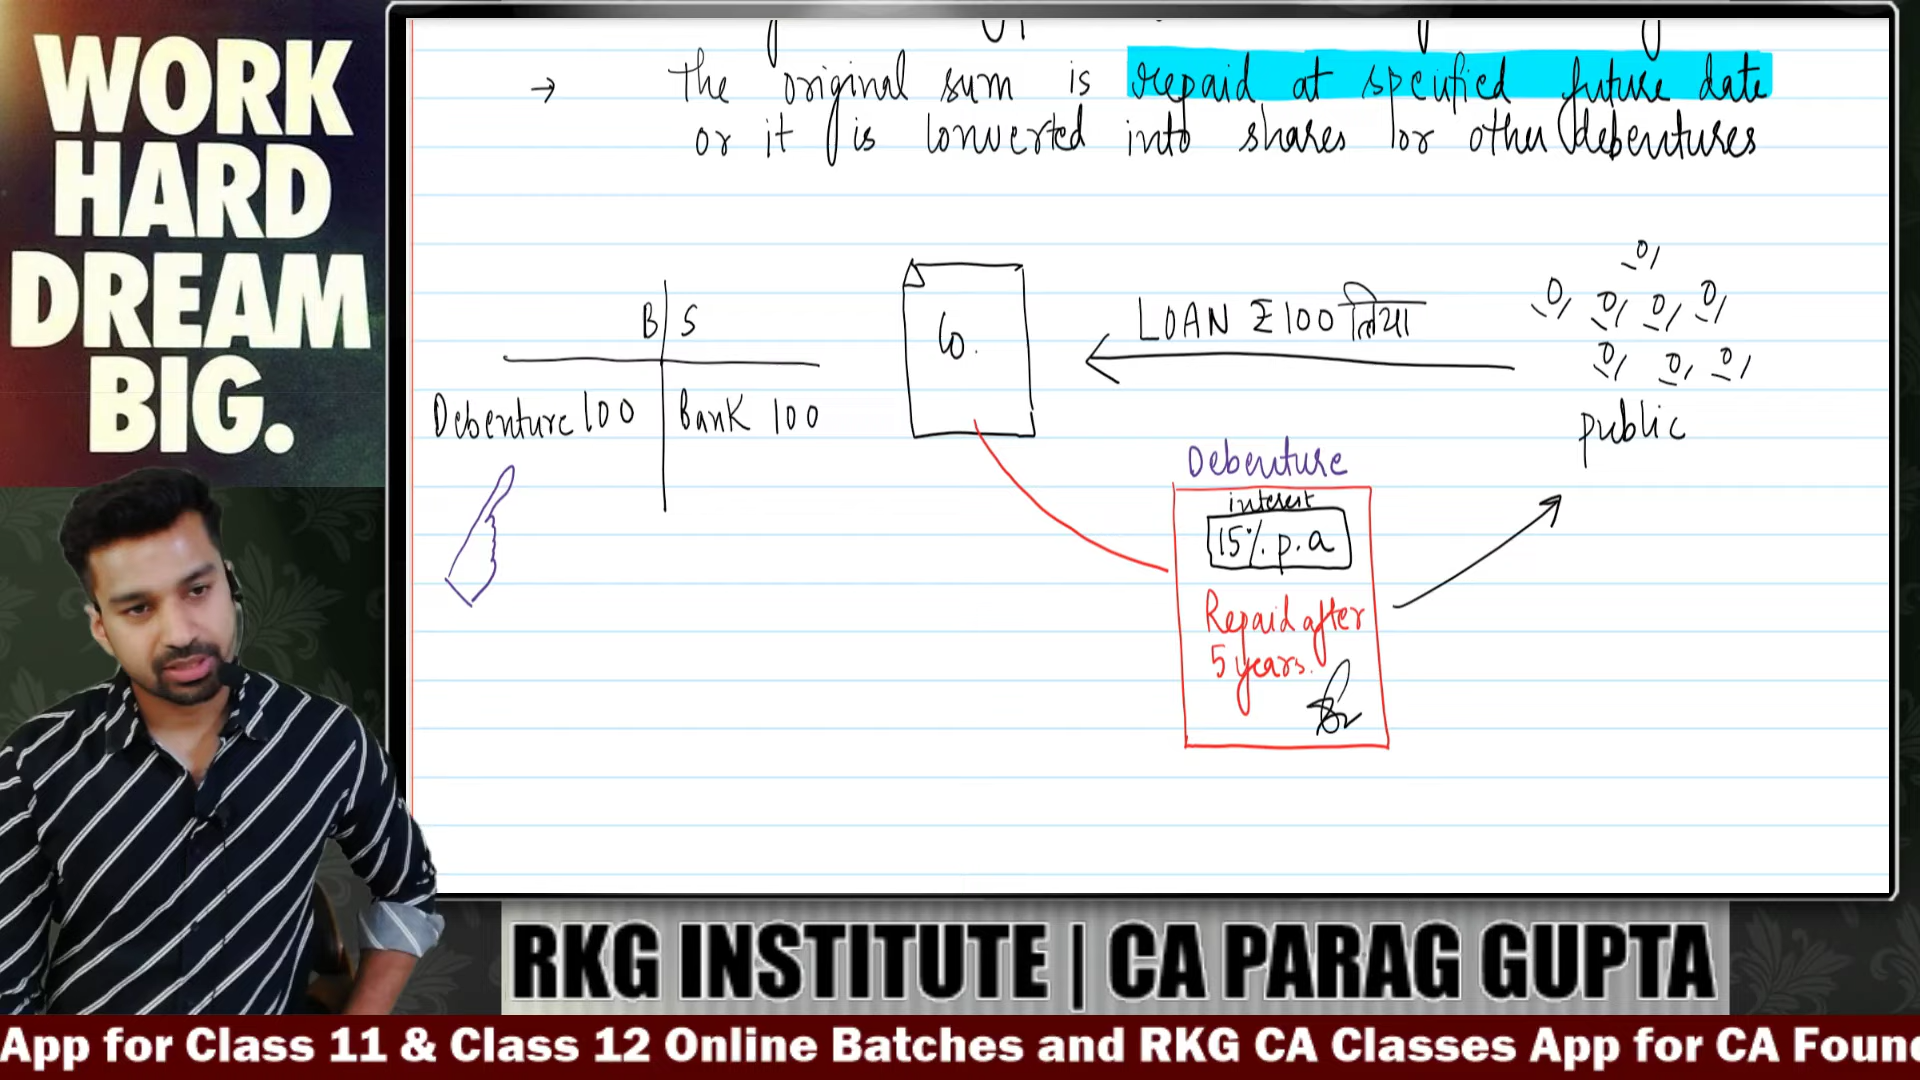 WORK
HARD
DREAM
BIG.
→ The original sum is repaid at specified future date
or it is converted into shares or other debentures
B S
Debenture 100 Bank 100
Co.
LOAN ₹100 लिया
public
Debenture
interest
15%. p.a
Repaid after
5 years.
RKG INSTITUTE | CA PARAG GUPTA
App for Class 11 & Class 12 Online Batches and RKG CA Classes App for CA Foun